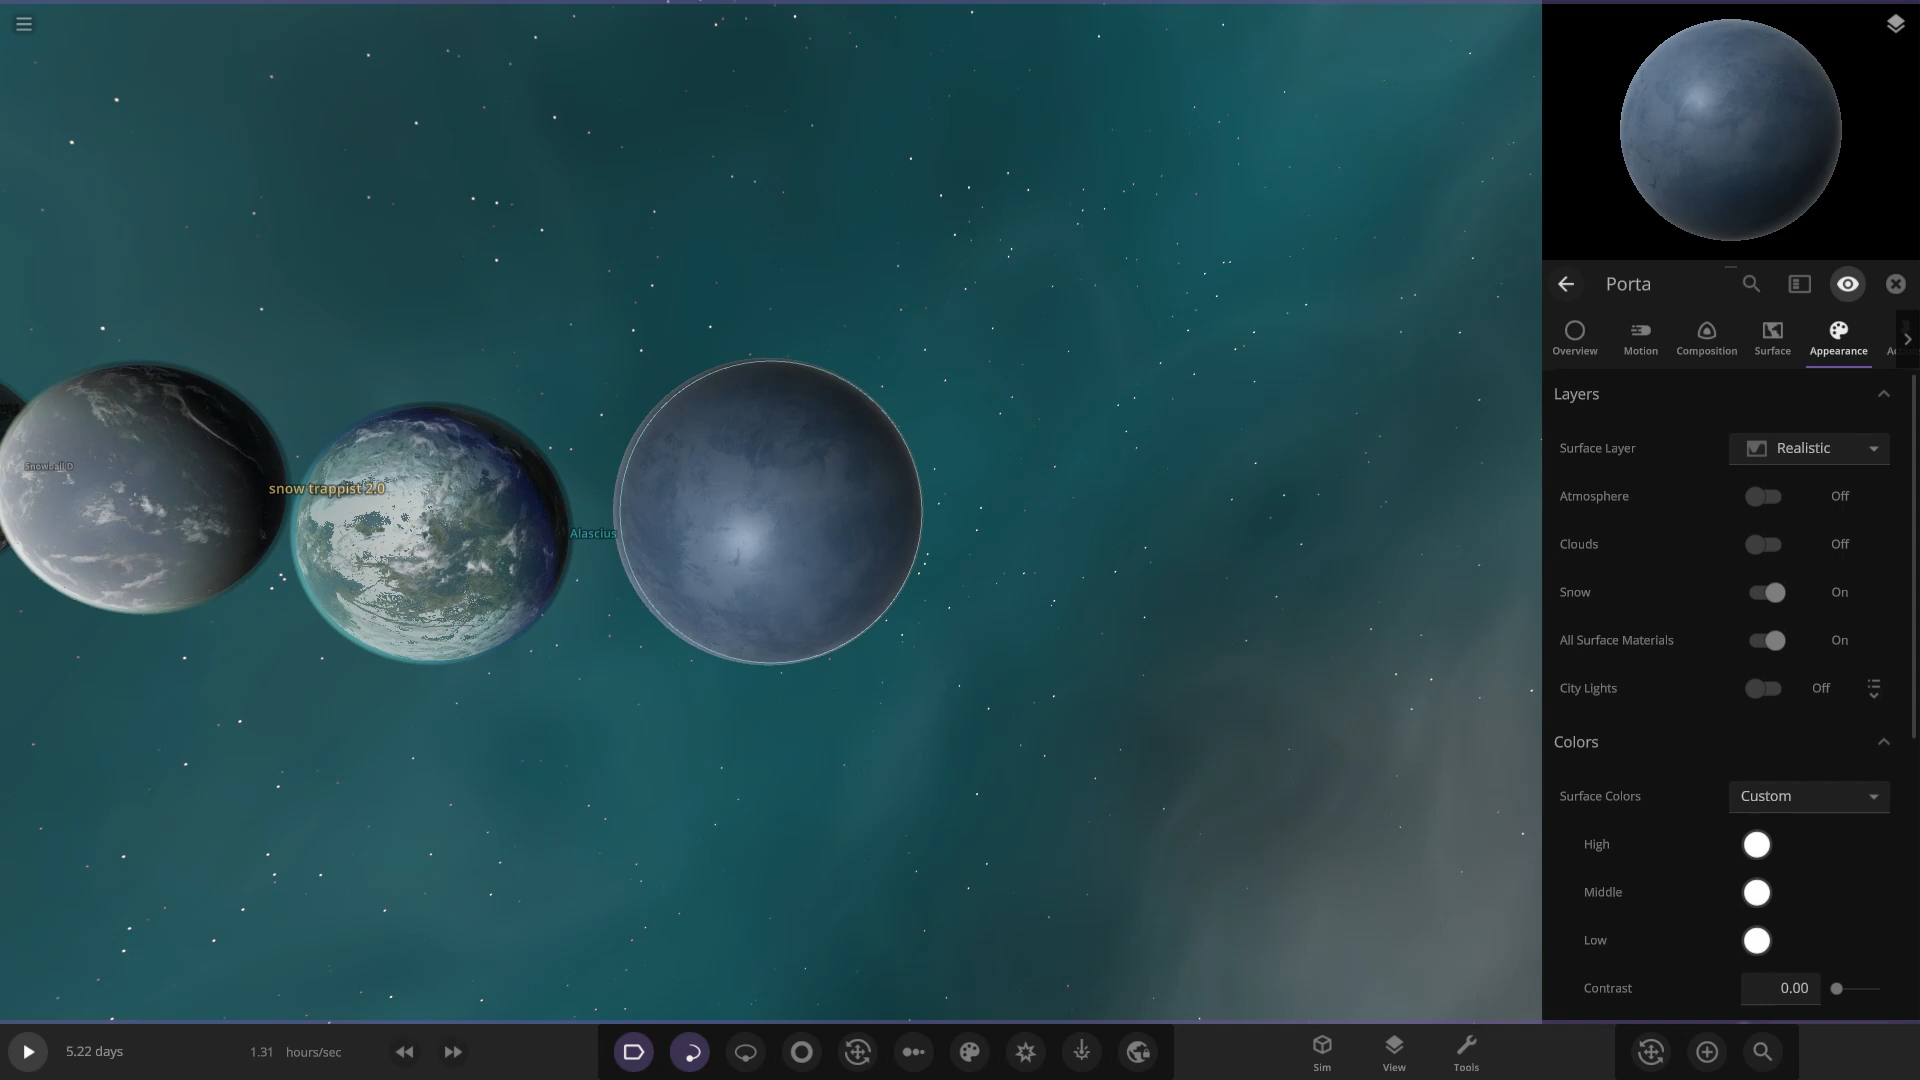 Porta
Overview
Motion
Composition
Surface
Appearance
Layers
Surface Layer
Realistic
Atmosphere
Off
Clouds
Off
Snow
On
All Surface Materials
On
City Lights
Off
Colors
Surface Colors
Custom
High
Middle
Low
Contrast
0.00
Snowball D
snow trappist 2.0
Alascius
5.22 days
1.31 hours/sec
Sim
View
Tools